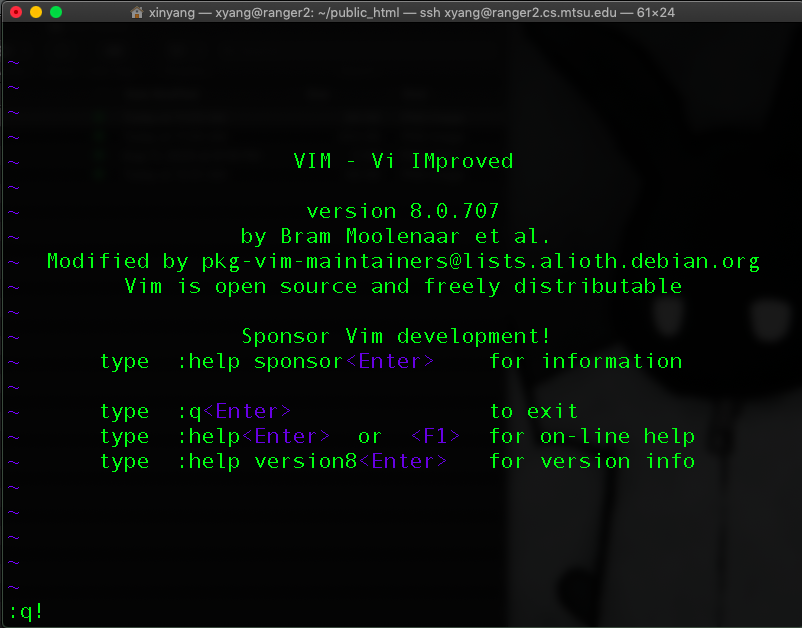 xinyang — xyang@ranger2: ~/public_html — ssh xyang@ranger2.cs.mtsu.edu — 61×24
~
~
~
~
~ VIM - Vi IMproved
~
~ version 8.0.707
~ by Bram Moolenaar et al.
~ Modified by pkg-vim-maintainers@lists.alioth.debian.org
~ Vim is open source and freely distributable
~
~ Sponsor Vim development!
~ type :help sponsor<Enter> for information
~
~ type :q<Enter> to exit
~ type :help<Enter> or <F1> for on-line help
~ type :help version8<Enter> for version info
~
~
~
~
~
:q!